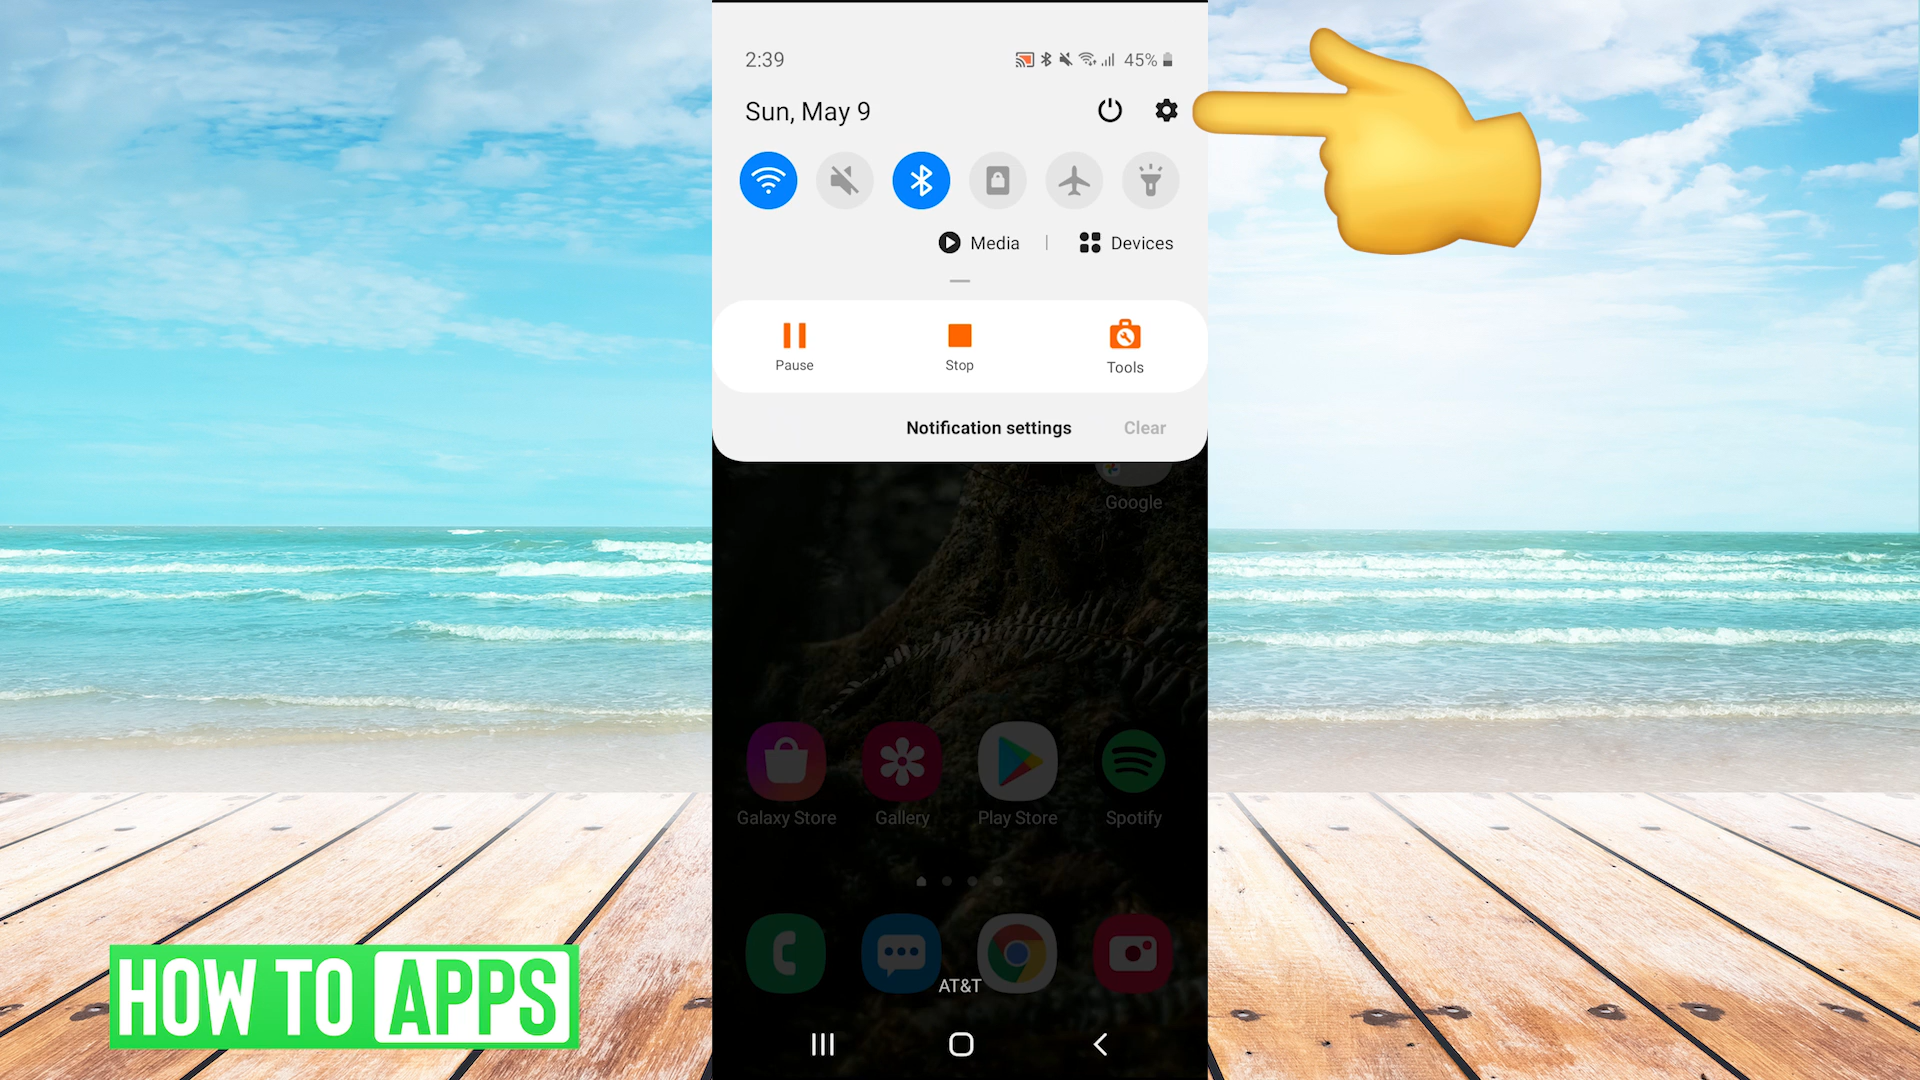 2:39
45%
Sun, May 9
Media | Devices
Pause Stop Tools
Notification settings Clear
Google
Galaxy Store Gallery Play Store Spotify
AT&T
HOW TO APPS